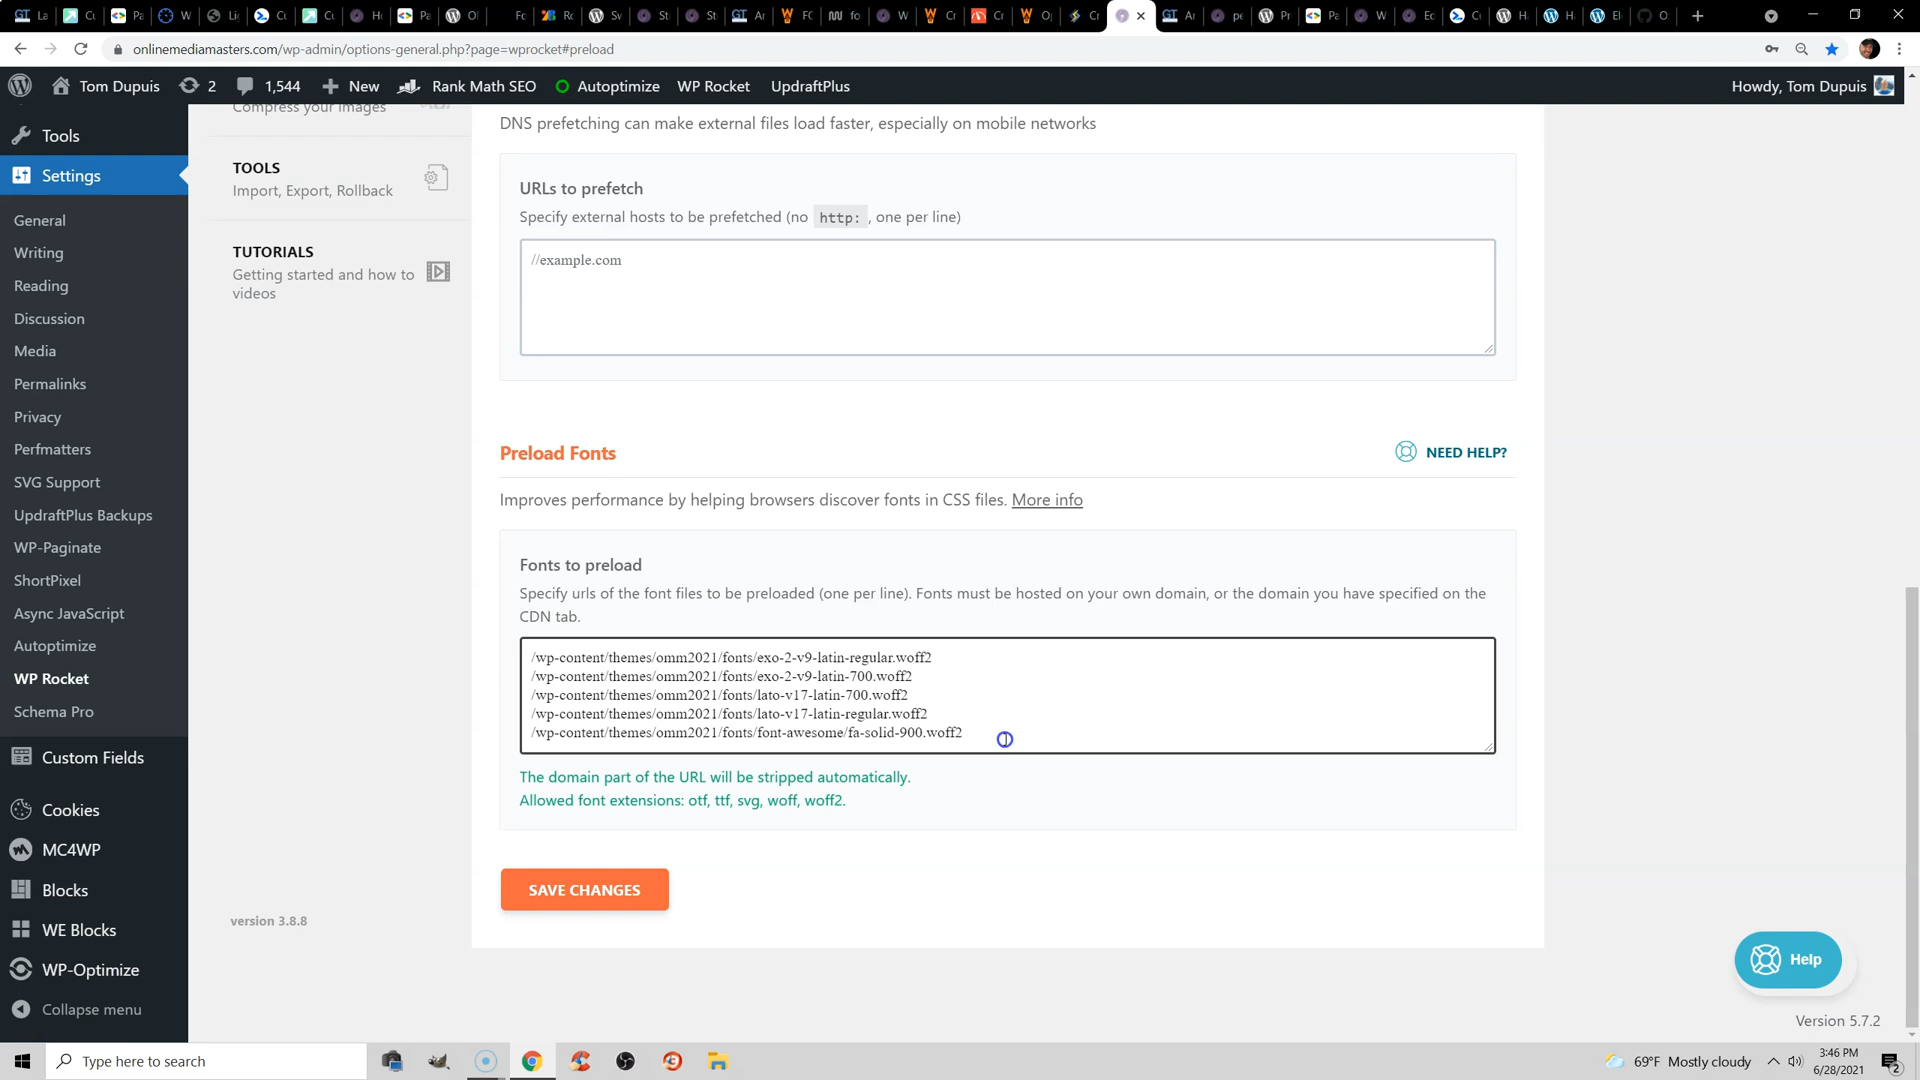 onlinemediamasters.com/wp-admin/options-general.php?page=wprocket#preload
Tom Dupuis 2 1,544 New Rank Math SEO Autoptimize WP Rocket UpdraftPlus Howdy, Tom Dupuis
Tools
Settings
General
Writing
Reading
Discussion
Media
Permalinks
Privacy
Perfmatters
SVG Support
UpdraftPlus Backups
WP-Paginate
ShortPixel
Async JavaScript
Autoptimize
WP Rocket
Schema Pro
Custom Fields
Cookies
MC4WP
Blocks
WE Blocks
WP-Optimize
Collapse menu
Compress your images
TOOLS
Import, Export, Rollback
TUTORIALS
Getting started and how to
videos
version 3.8.8
DNS prefetching can make external files load faster, especially on mobile networks
URLs to prefetch
Specify external hosts to be prefetched (no http: , one per line)
//example.com
Preload Fonts
NEED HELP?
Improves performance by helping browsers discover fonts in CSS files. More info
Fonts to preload
Specify urls of the font files to be preloaded (one per line). Fonts must be hosted on your own domain, or the domain you have specified on the
CDN tab.
/wp-content/themes/omm2021/fonts/exo-2-v9-latin-regular.woff2
/wp-content/themes/omm2021/fonts/exo-2-v9-latin-700.woff2
/wp-content/themes/omm2021/fonts/lato-v17-latin-700.woff2
/wp-content/themes/omm2021/fonts/lato-v17-latin-regular.woff2
/wp-content/themes/omm2021/fonts/font-awesome/fa-solid-900.woff2
The domain part of the URL will be stripped automatically.
Allowed font extensions: otf, ttf, svg, woff, woff2.
SAVE CHANGES
Help
Version 5.7.2
Type here to search
69°F Mostly cloudy
3:46 PM
6/28/2021
2